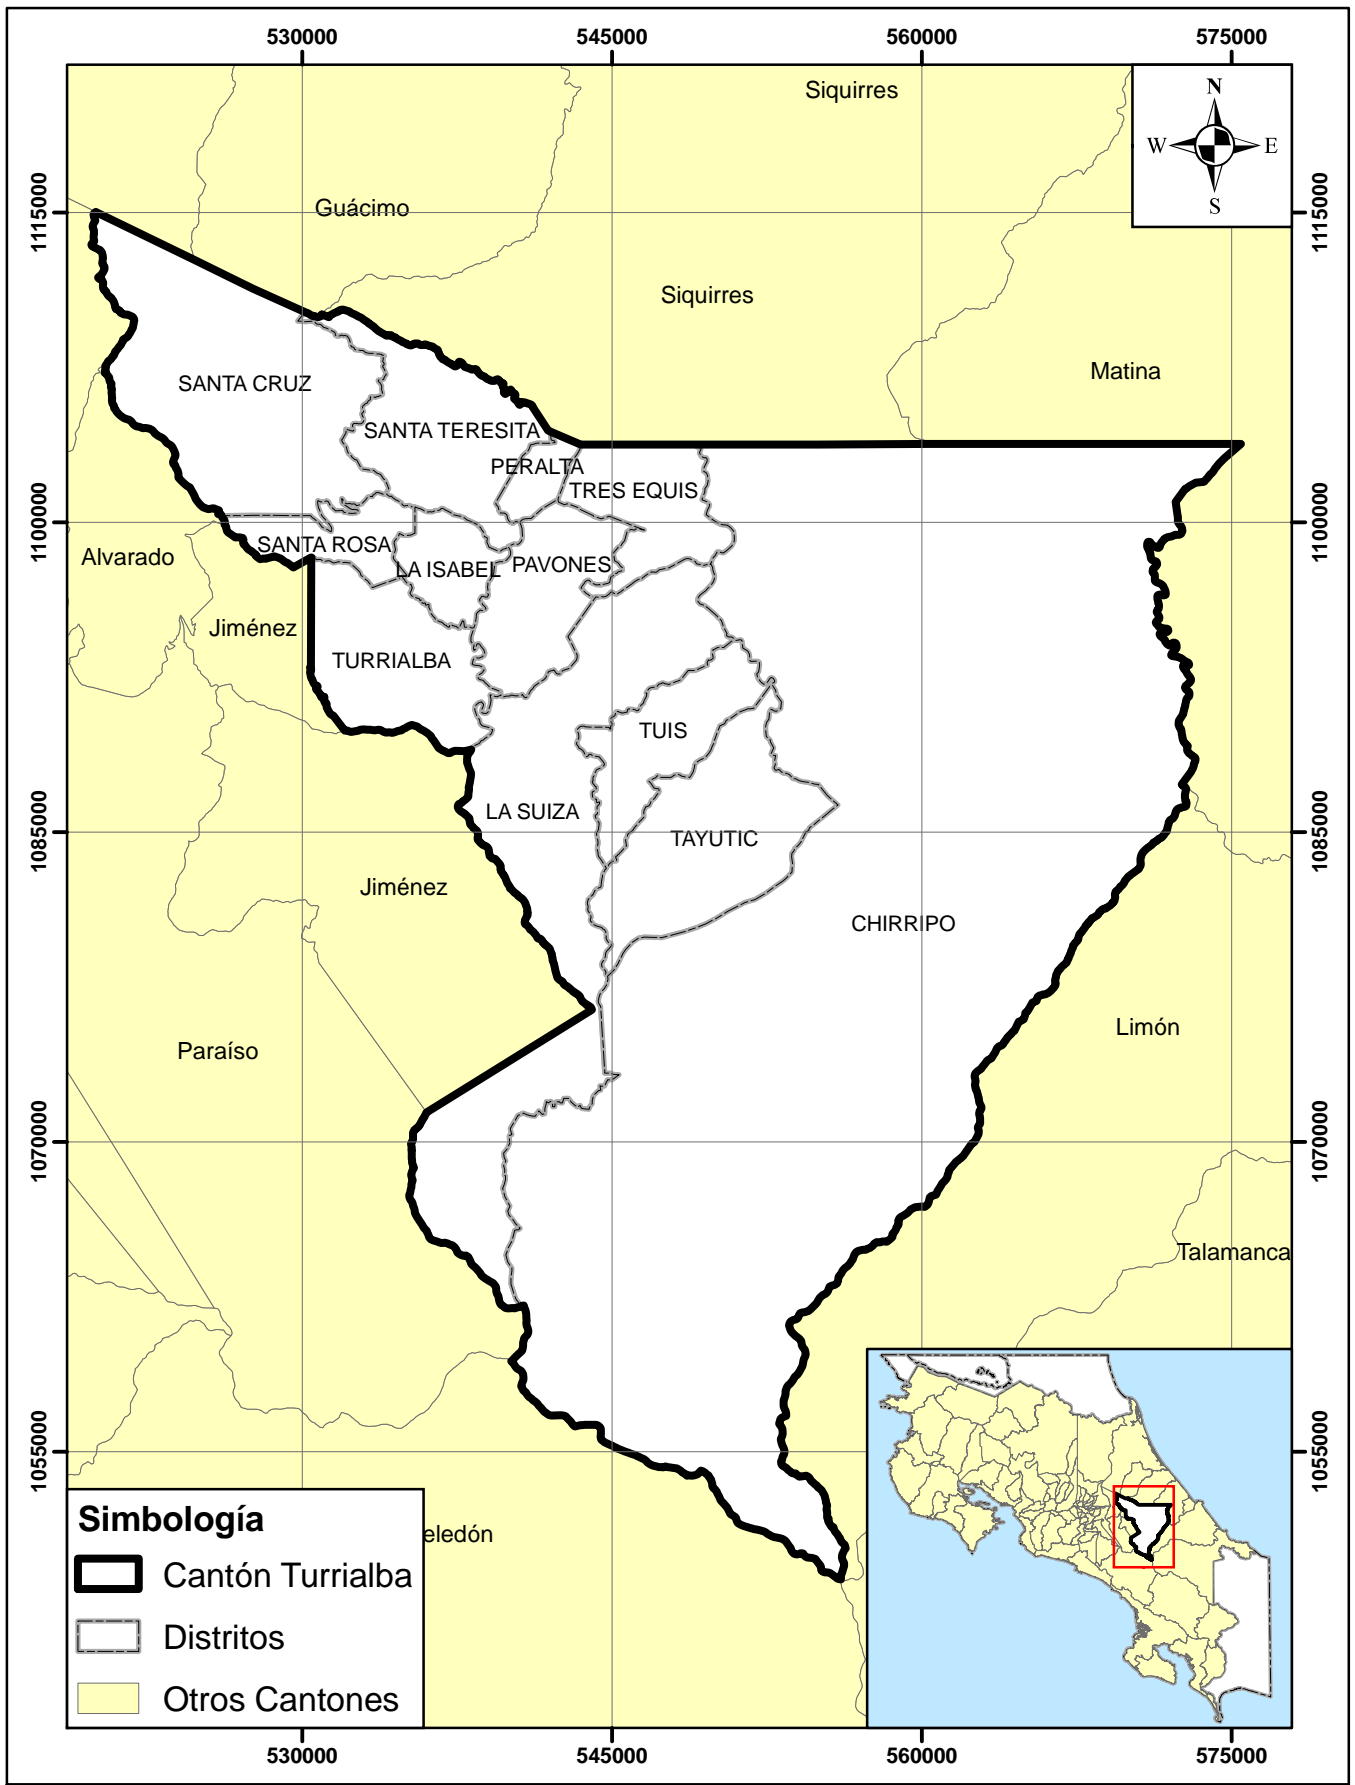 530000
545000
560000
575000
Siquirres
N
W
E
S
1115000
1115000
Guácimo
Siquirres
Matina
SANTA CRUZ
SANTA TERESITA
PERALTA
TRES EQUIS
1100000
1100000
SANTA ROSA
Alvarado
LA ISABEL
PAVONES
Jiménez
TURRIALBA
TUIS
LA SUIZA
1085000
1085000
TAYUTIC
Jiménez
CHIRRIPO
Limón
Paraíso
1070000
1070000
Talamanca
1055000
1055000
Simbología
eledón
Cantón Turrialba
Distritos
Otros Cantones
530000
545000
560000
575000